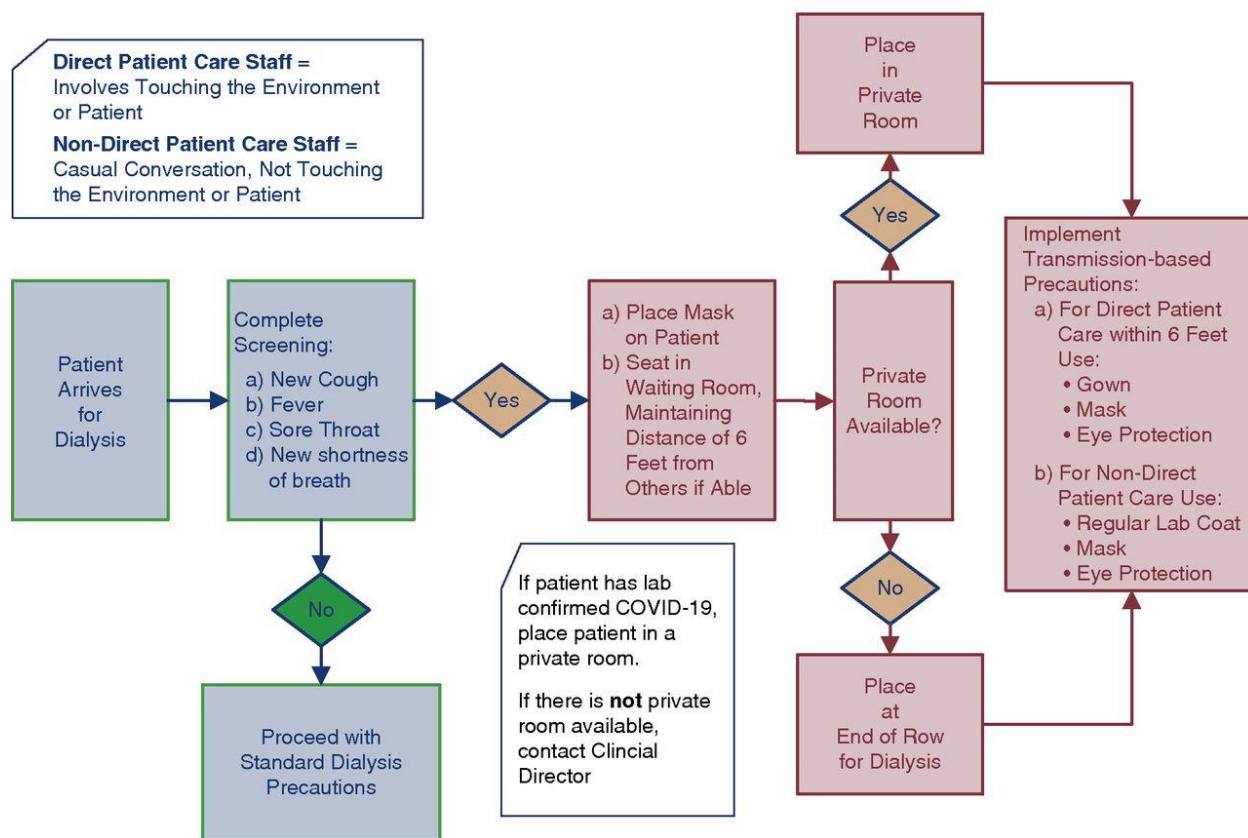 Direct Patient Care Staff =
Involves Touching the Environment
or Patient
Non-Direct Patient Care Staff =
Casual Conversation, Not Touching
the Environment or Patient
Patient
Arrives
for
Dialysis
Complete
Screening:
a) New Cough
b) Fever
c) Sore Throat
d) New shortness
of breath
No
Proceed with
Standard Dialysis
Precautions
Yes
a) Place Mask
on Patient
b) Seat in
Waiting Room,
Maintaining
Distance of 6
Feet from
Others if Able
If patient has lab
confirmed COVID-19,
place patient in a
private room.
If there is not private
room available,
contact Clincial
Director
Private
Room
Available?
Yes
Place
in
Private
Room
No
Place
at
End of Row
for Dialysis
Implement
Transmission-based
Precautions:
a) For Direct Patient
Care within 6 Feet
Use:
• Gown
• Mask
• Eye Protection
b) For Non-Direct
Patient Care Use:
• Regular Lab Coat
• Mask
• Eye Protection